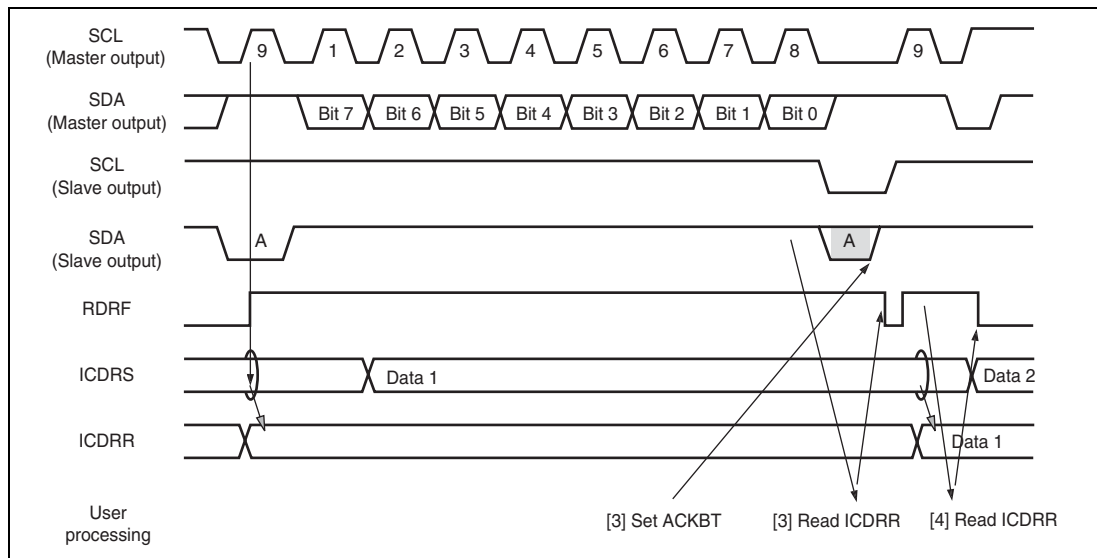 SCL
(Master output)
9 1 2 3 4 5 6 7 8 9
SDA
(Master output)
Bit 7 Bit 6 Bit 5 Bit 4 Bit 3 Bit 2 Bit 1 Bit 0
SCL
(Slave output)
SDA
(Slave output)
A A
RDRF
ICDRS
Data 1 Data 2
ICDRR
Data 1
User
processing
[3] Set ACKBT [3] Read ICDRR [4] Read ICDRR